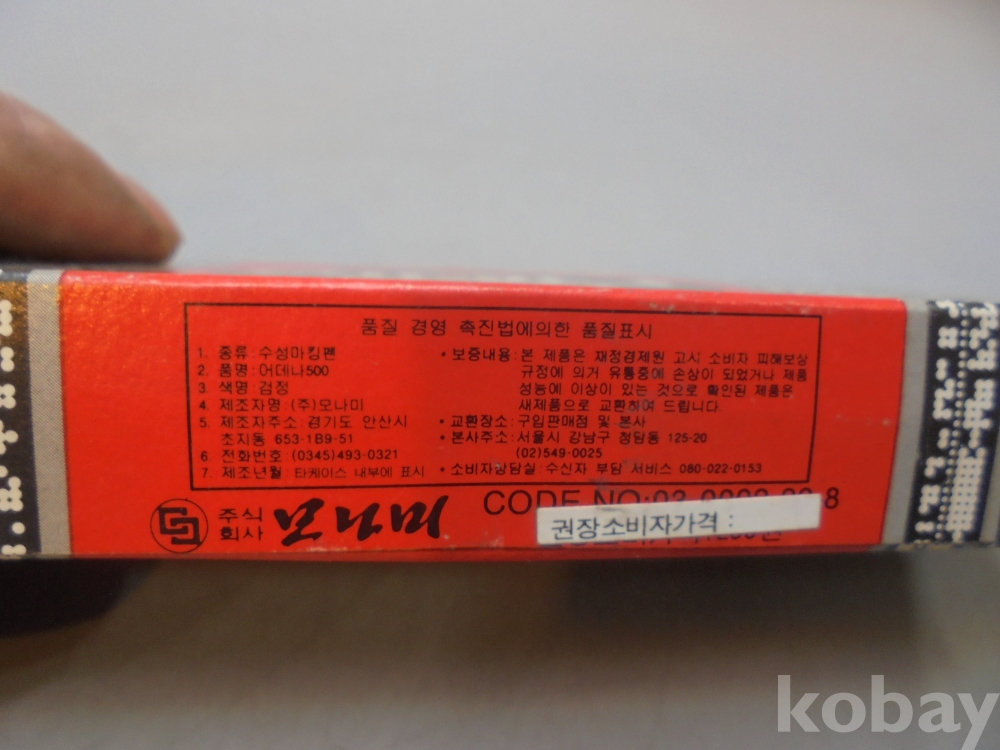 품질 경영 촉진법에의한 품질표시
1. 종류:수성마킹펜
2. 품명:어데나500
3. 색명:검정
4. 제조자명:(주)모나미
5. 제조자주소:경기도 안산시
초지동 653-1B9-51
6. 전화번호:(0345)493-0321
7. 제조년월:타케이스 내부에 표시
• 보증내용:본 제품은 재정경제원 고시 소비자 피해보상
규정에 의거 유통중에 손상이 되었거나 제품
성능에 이상이 있는 것으로 확인된 제품은
새제품으로 교환하여 드립니다.
• 교환장소:구입판매점 및 본사
• 본사주소:서울시 강남구 청담동 125-20
(02)549-0025
• 소비자상담실:수신자 부담 서비스 080-022-0153
주식
회사 모나미
CODE NO:
권장소비자가격 :
kobay